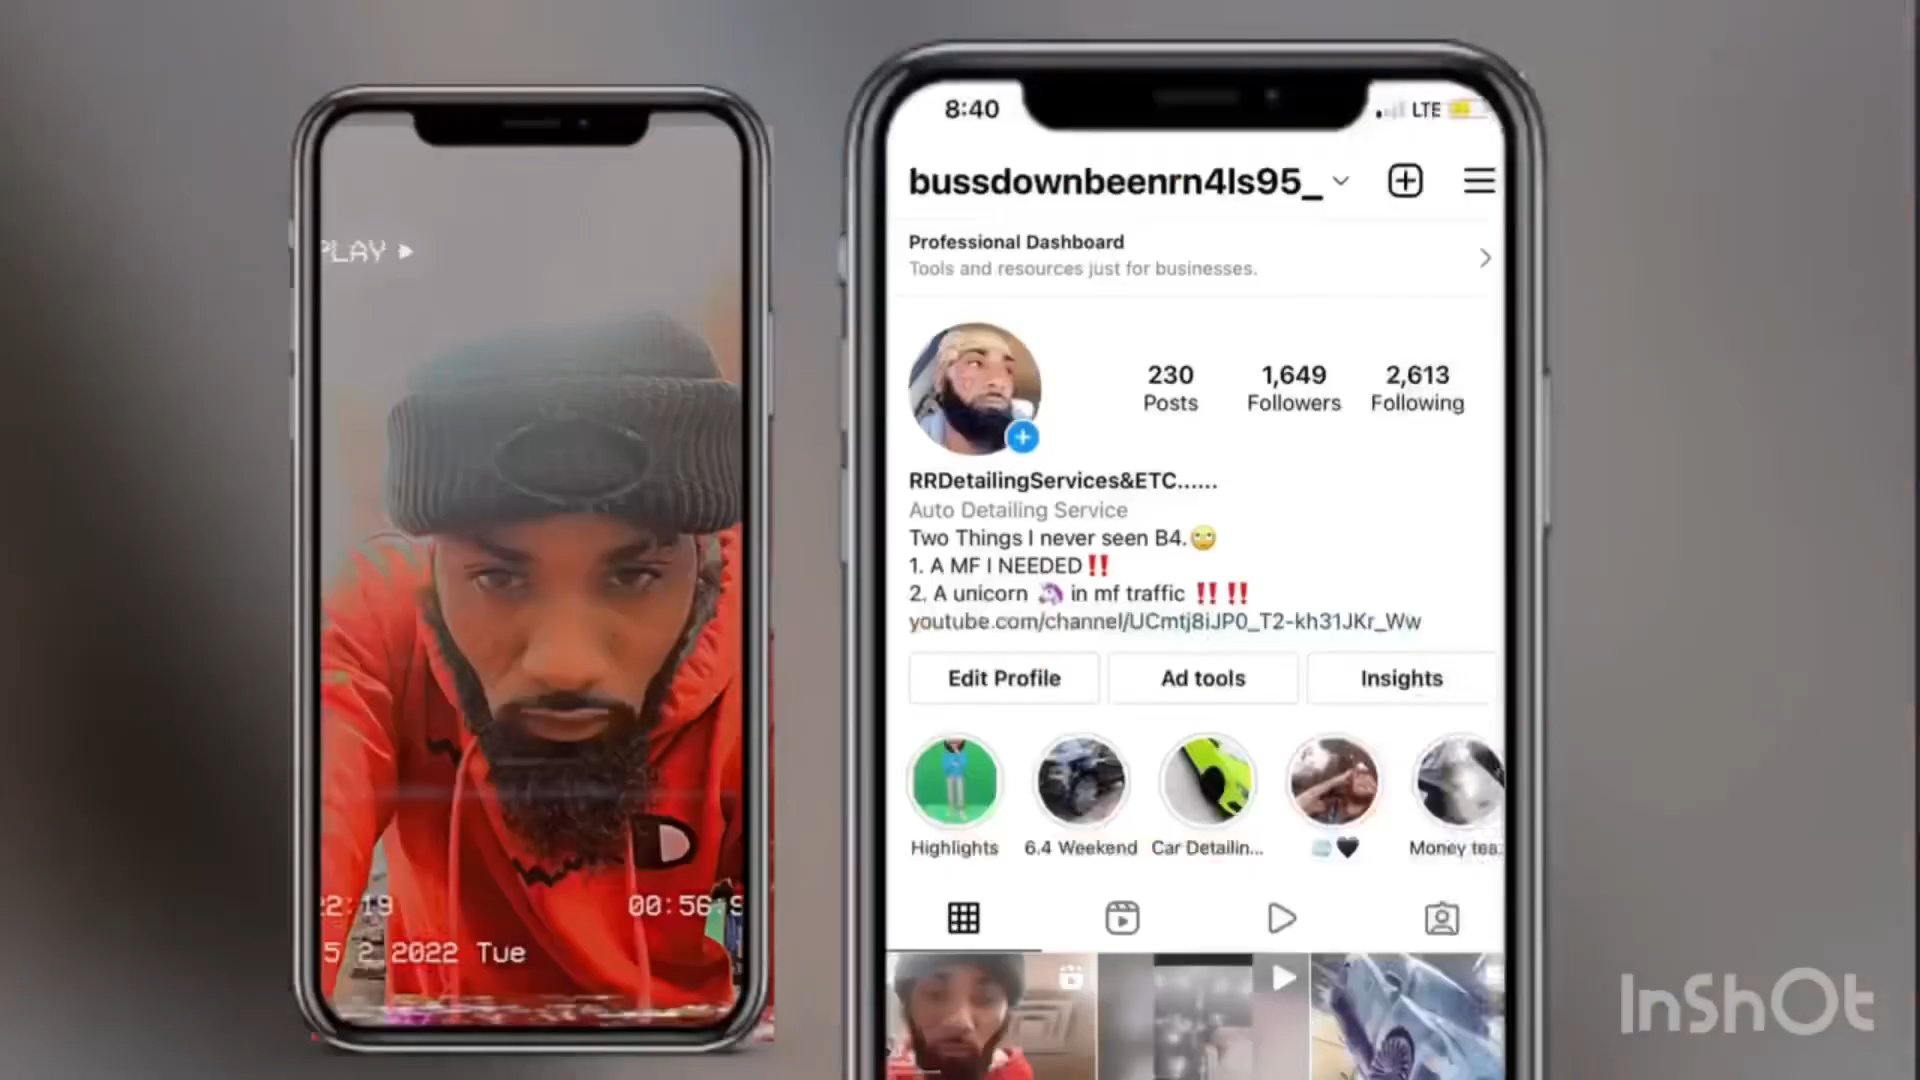 PLAY
22:19
00:56:9
5 2 2022 Tue
8:40
LTE
bussdownbeenrn4ls95_
Professional Dashboard
Tools and resources just for businesses.
230
Posts
1,649
Followers
2,613
Following
RRDetailingServices&ETC......
Auto Detailing Service
Two Things I never seen B4.🙄
1. A MF I NEEDED‼️
2. A unicorn 🦄 in mf traffic ‼️ ‼️
youtube.com/channel/UCmtj8iJP0_T2-kh31JKr_Ww
Edit Profile
Ad tools
Insights
Highlights
6.4 Weekend
Car Detailin...
Money tea
InShOt